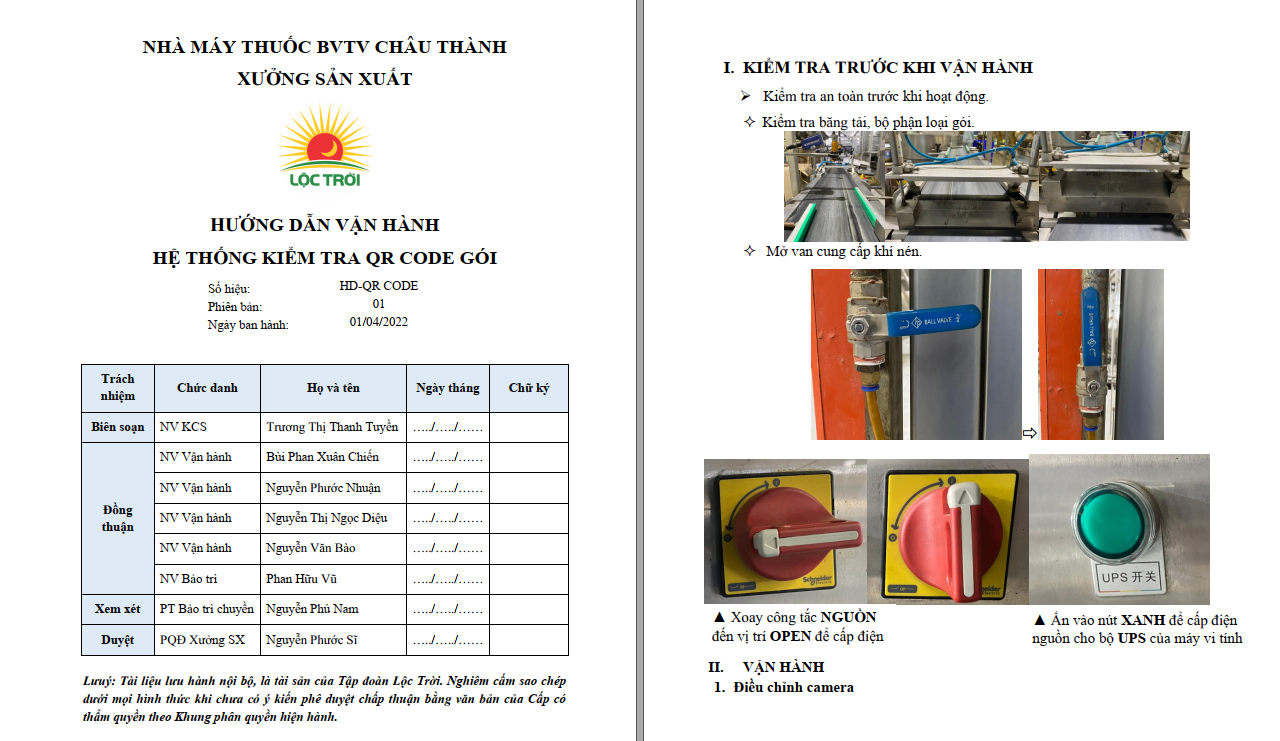 NHÀ MÁY THUỐC BVTV CHÂU THÀNH
XƯỞNG SẢN XUẤT
LỘC TRỜI
HƯỚNG DẪN VẬN HÀNH
HỆ THỐNG KIỂM TRA QR CODE GÓI
Số hiệu: HD-QR CODE
Phiên bản: 01
Ngày ban hành: 01/04/2022
Trách nhiệm Chức danh Họ và tên Ngày tháng Chữ ký
Biên soạn NV KCS Trương Thị Thanh Tuyền …../…../……
Đồng thuận NV Vận hành Bùi Phan Xuân Chiến …../…../……
NV Vận hành Nguyễn Phước Nhuận …../…../……
NV Vận hành Nguyễn Thị Ngọc Diệu …../…../……
NV Vận hành Nguyễn Văn Bảo …../…../……
NV Bảo trì Phan Hữu Vũ …../…../……
Xem xét PT Bảo trì chuyền Nguyễn Phú Nam …../…../……
Duyệt PQĐ Xưởng SX Nguyễn Phước Sĩ …../…../……
Lưuý: Tài liệu lưu hành nội bộ, là tài sản của Tập đoàn Lộc Trời. Nghiêm cấm sao chép
dưới mọi hình thức khi chưa có ý kiến phê duyệt chấp thuận bằng văn bản của Cấp có
thẩm quyền theo Khung phân quyền hiện hành.
I. KIỂM TRA TRƯỚC KHI VẬN HÀNH
➢ Kiểm tra an toàn trước khi hoạt động.
✧ Kiểm tra băng tải, bộ phận loại gói.
✧ Mở van cung cấp khí nén.
BALL VALVE
⇨
Schneider
Electric
UPS 开关
▲ Xoay công tắc NGUỒN
đến vị trí OPEN để cấp điện
▲ Ấn vào nút XANH để cấp điện
nguồn cho bộ UPS của máy vi tính
II. VẬN HÀNH
1. Điều chỉnh camera